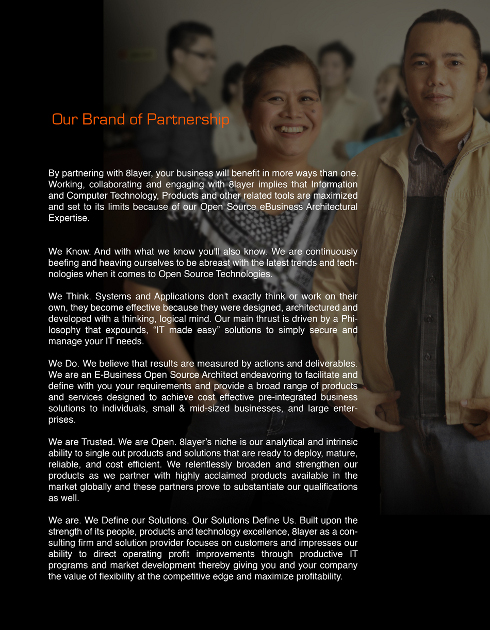 Our Brand of Partnership
By partnering with 8layer, your business will benefit in more ways than one.
Working, collaborating and engaging with 8layer implies that Information
and Computer Technology, Products and other related tools are maximized
and set to its limits because of our Open Source eBusiness Architectural
Expertise.
We Know. And with what we know you'll also know. We are continuously
beefing and heaving ourselves to be abreast with the latest trends and tech-
nologies when it comes to Open Source Technologies.
We Think. Systems and Applications don't exactly think or work on their
own, they become effective because they were designed, architectured and
developed with a thinking, logical mind. Our main thrust is driven by a Phi-
losophy that expounds, "IT made easy" solutions to simply secure and
manage your IT needs.
We Do. We believe that results are measured by actions and deliverables.
We are an E-Business Open Source Architect endeavoring to facilitate and
define with you your requirements and provide a broad range of products
and services designed to achieve cost effective pre-integrated business
solutions to individuals, small & mid-sized businesses, and large enter-
prises.
We are Trusted. We are Open. 8layer's niche is our analytical and intrinsic
ability to single out products and solutions that are ready to deploy, mature,
reliable, and cost efficient. We relentlessly broaden and strengthen our
products as we partner with highly acclaimed products available in the
market globally and these partners prove to substantiate our qualifications
as well.
We are. We Define our Solutions. Our Solutions Define Us. Built upon the
strength of its people, products and technology excellence, 8layer as a con-
sulting firm and solution provider focuses on customers and impresses our
ability to direct operating profit improvements through productive IT
programs and market development thereby giving you and your company
the value of flexibility at the competitive edge and maximize profitability.